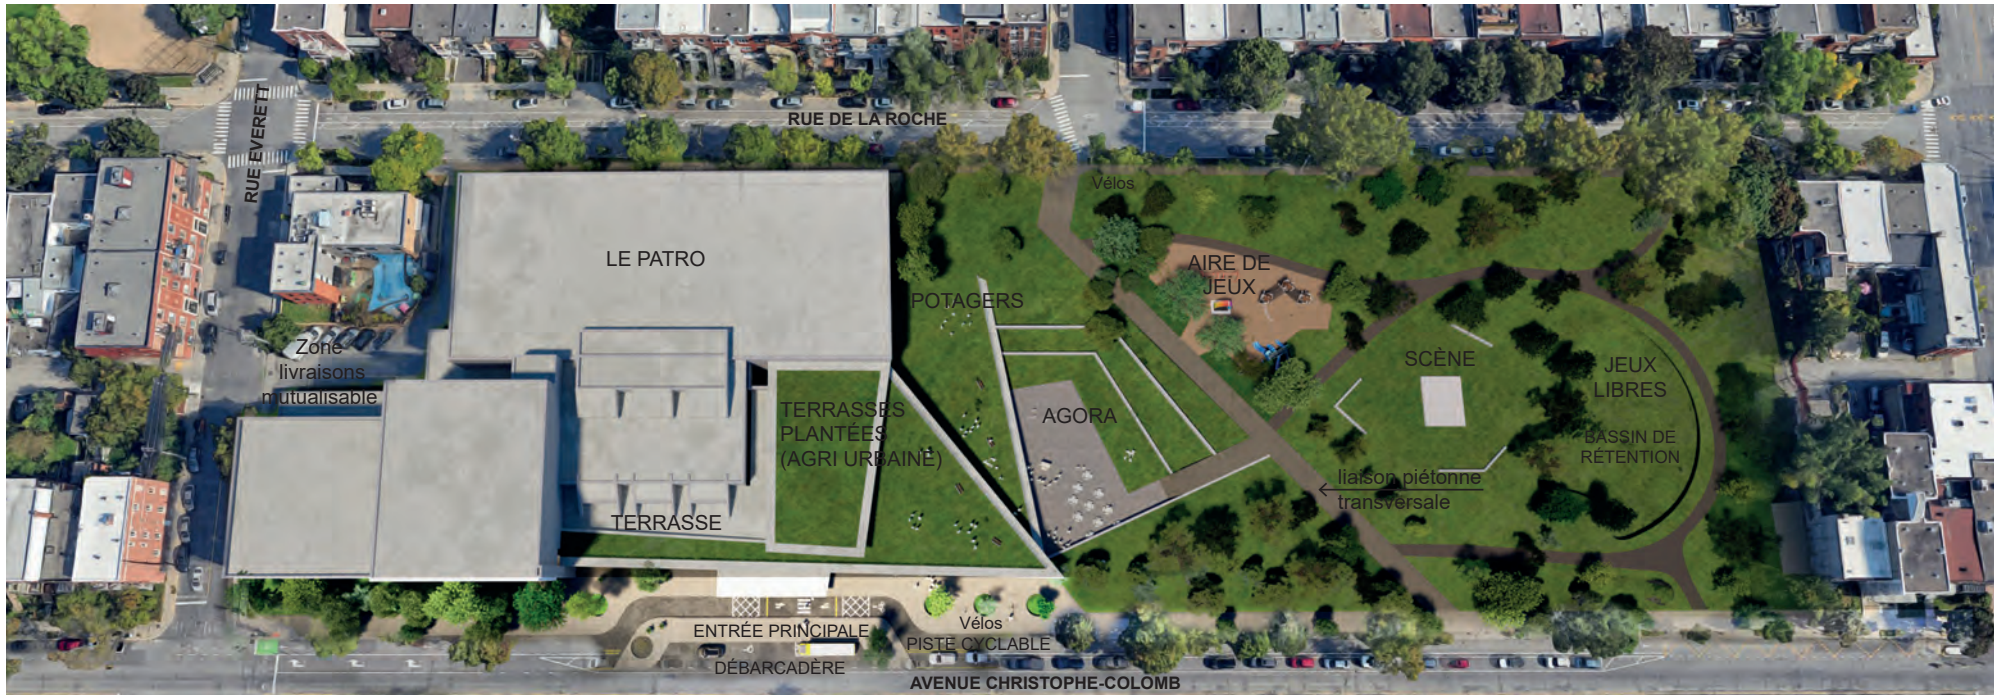 RUE EVERETT
RUE DE LA ROCHE
Vélos
LE PATRO
AIRE DE
JEUX
POTAGERS
Zone
livraisons
mutualisable
SCÈNE
JEUX
LIBRES
TERRASSES
PLANTÉES
(AGRI URBAINE)
AGORA
BASSIN DE
RÉTENTION
liaison piétonne
transversale
TERRASSE
ENTRÉE PRINCIPALE
Vélos
PISTE CYCLABLE
DÉBARCADÈRE
AVENUE CHRISTOPHE-COLOMB